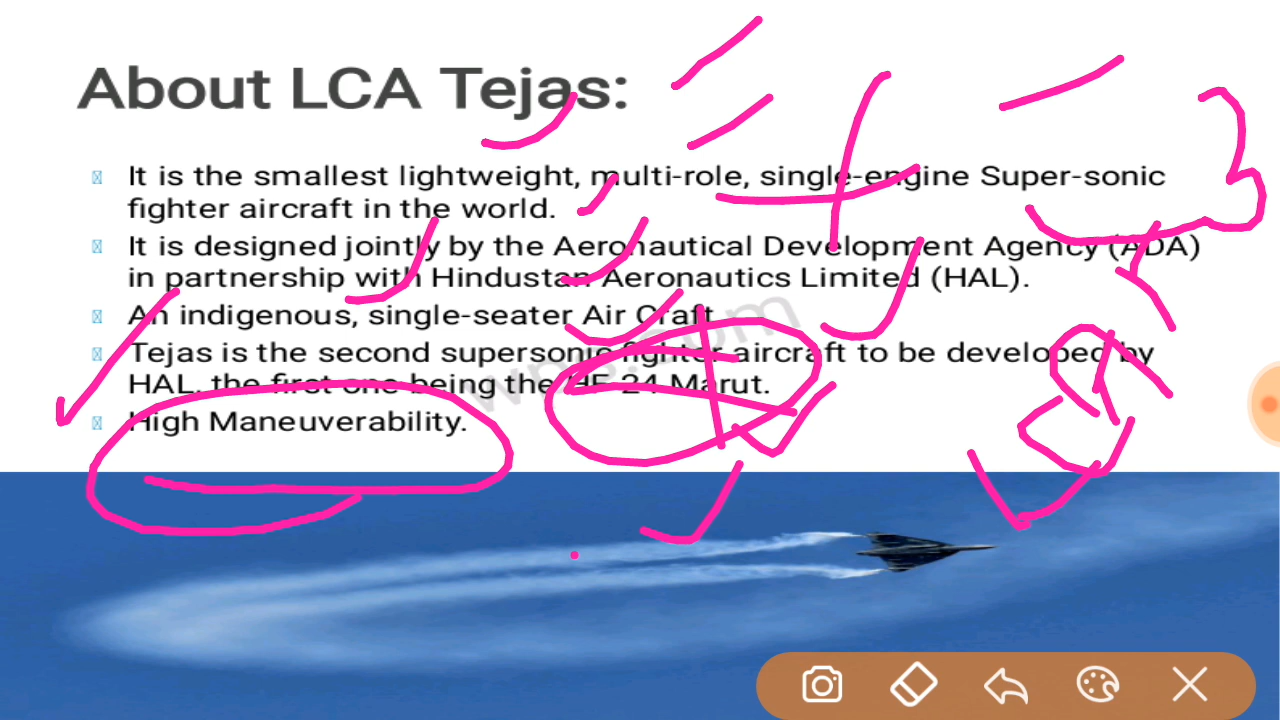 About LCA Tejas:
It is the smallest lightweight, multi-role, single-engine Super-sonic
fighter aircraft in the world.
It is designed jointly by the Aeronautical Development Agency (ADA)
in partnership with Hindustan Aeronautics Limited (HAL).
An indigenous, single-seater Air Craft
Tejas is the second supersonic fighter aircraft to be developed by
HAL, the first one being the HF-24 Marut.
High Maneuverability.